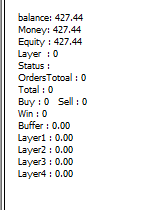 balance: 427.44
Money: 427.44
Equity : 427.44
Layer  : 0
Status :
OrdersTotoal : 0
Total : 0
Buy : 0   Sell : 0
Win : 0
Buffer : 0.00
Layer1 : 0.00
Layer2 : 0.00
Layer3 : 0.00
Layer4 : 0.00